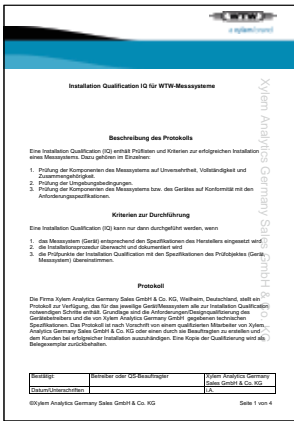 WTW
a xylem brand
Installation Qualification IQ für WTW-Messsysteme
Beschreibung des Protokolls
Eine Installation Qualification (IQ) enthält Prüflisten und Kriterien zur erfolgreichen Installation
eines Messsystems. Dazu gehören im Einzelnen:
1. Prüfung der Komponenten des Messsystems auf Unversehrtheit, Vollständigkeit und
Zusammengehörigkeit.
2. Prüfung der Umgebungsbedingungen.
3. Prüfung der Komponenten des Messsystems bzw. des Gerätes auf Konformität mit den
Anforderungsspezifikationen.
Kriterien zur Durchführung
Eine Installation Qualification (IQ) kann nur dann durchgeführt werden, wenn
1. das Messsystem (Gerät) entsprechend den Spezifikationen des Herstellers eingesetzt wird
2. die Installationsprozedur überwacht und dokumentiert wird
3. die Prüfpunkte der Installation Qualification mit den Spezifikationen des Prüfobjektes (Gerät,
Messsystem) übereinstimmen.
Protokoll
Die Firma Xylem Analytics Germany Sales GmbH & Co. KG, Weilheim, Deutschland, stellt ein
Protokoll zur Verfügung, das für das jeweilige Gerät/Messsystem alle zur Installation Qualification
notwendigen Schritte enthält. Grundlage sind die Anforderungen/Designqualifizierung des
Gerätebetreibers und die von Xylem Analytics Germany GmbH gegebenen technischen
Spezifikationen. Das Protokoll ist nach Vorschrift von einem qualifizierten Mitarbeiter von Xylem
Analytics Germany Sales GmbH & Co. KG oder einen durch sie Beauftragten zu erstellen und
dem Kunden bei erfolgreicher Installation auszuhändigen. Eine Kopie der Qualifizierung wird als
Belegexemplar zurückbehalten.
Xylem Analytics Germany Sales GmbH & Co. KG
Bestätigt: Betreiber oder QS-Beauftragter Xylem Analytics Germany
Sales GmbH & Co. KG
Datum/Unterschriften i.A.
©Xylem Analytics Germany Sales GmbH & Co. KG Seite 1 von 4